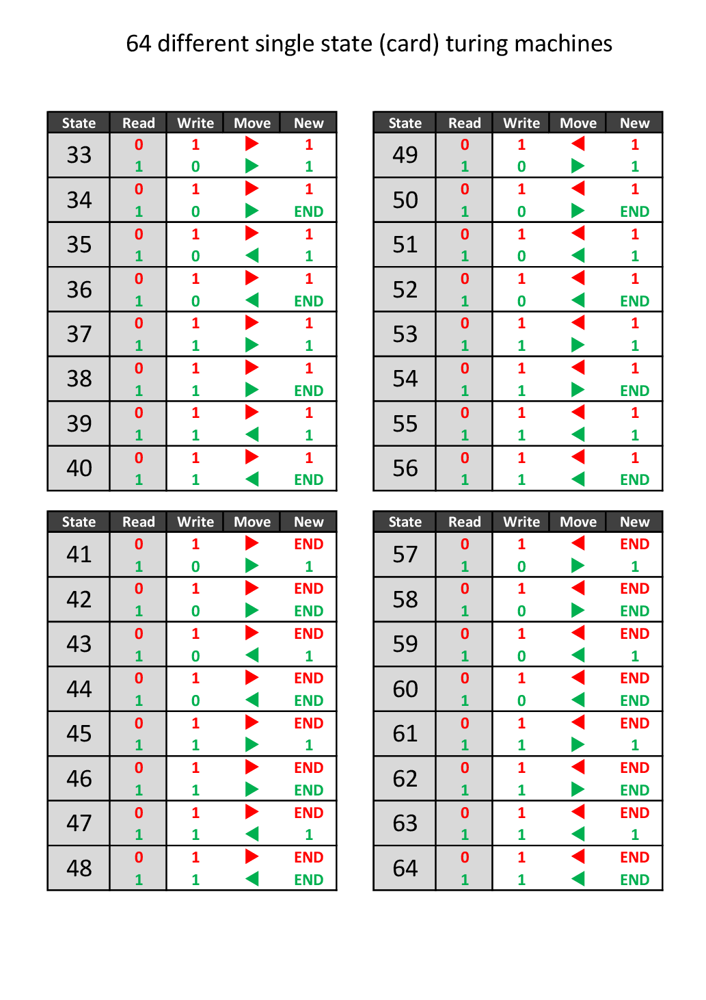 64 different single state (card) turing machines
State Read Write Move New
33 0 1 ▶ 1
1 0 ▶ 1
34 0 1 ▶ 1
1 0 ▶ END
35 0 1 ▶ 1
1 0 ◀ 1
36 0 1 ▶ 1
1 0 ◀ END
37 0 1 ▶ 1
1 1 ▶ 1
38 0 1 ▶ 1
1 1 ▶ END
39 0 1 ▶ 1
1 1 ◀ 1
40 0 1 ▶ 1
1 1 ◀ END
State Read Write Move New
49 0 1 ◀ 1
1 0 ▶ 1
50 0 1 ◀ 1
1 0 ▶ END
51 0 1 ◀ 1
1 0 ◀ 1
52 0 1 ◀ 1
1 0 ◀ END
53 0 1 ◀ 1
1 1 ▶ 1
54 0 1 ◀ 1
1 1 ▶ END
55 0 1 ◀ 1
1 1 ◀ 1
56 0 1 ◀ 1
1 1 ◀ END
State Read Write Move New
41 0 1 ▶ END
1 0 ▶ 1
42 0 1 ▶ END
1 0 ▶ END
43 0 1 ▶ END
1 0 ◀ 1
44 0 1 ▶ END
1 0 ◀ END
45 0 1 ▶ END
1 1 ▶ 1
46 0 1 ▶ END
1 1 ▶ END
47 0 1 ▶ END
1 1 ◀ 1
48 0 1 ▶ END
1 1 ◀ END
State Read Write Move New
57 0 1 ◀ END
1 0 ▶ 1
58 0 1 ◀ END
1 0 ▶ END
59 0 1 ◀ END
1 0 ◀ 1
60 0 1 ◀ END
1 0 ◀ END
61 0 1 ◀ END
1 1 ▶ 1
62 0 1 ◀ END
1 1 ▶ END
63 0 1 ◀ END
1 1 ◀ 1
64 0 1 ◀ END
1 1 ◀ END